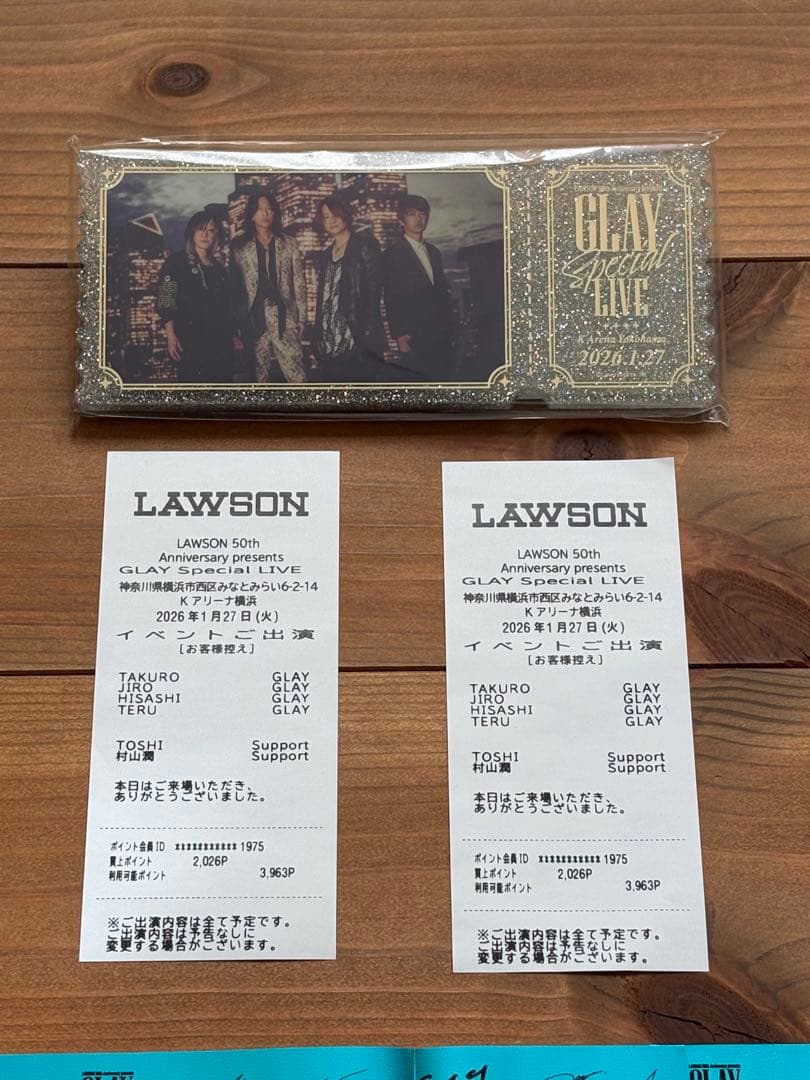 GLAY
Special
LIVE
K Arena Yokohama
2026.1.27
LAWSON
LAWSON 50th
Anniversary presents
GLAY Special LIVE
神奈川県横浜市西区みなとみらい6-2-14
Kアリーナ横浜
2026年1月27日(火)
イベントご出演
[お客様控え]
TAKURO GLAY
JIRO GLAY
HISASHI GLAY
TERU GLAY
TOSHI Support
村山潤 Support
本日はご来場いただき、
ありがとうございました。
ポイント会員ID ***********1975
買上ポイント 2,026P
利用可能ポイント 3,963P
※ご出演内容は全て予定です。
ご出演内容は予告なしに
変更する場合がございます。
LAWSON
LAWSON 50th
Anniversary presents
GLAY Special LIVE
神奈川県横浜市西区みなとみらい6-2-14
Kアリーナ横浜
2026年1月27日(火)
イベントご出演
[お客様控え]
TAKURO GLAY
JIRO GLAY
HISASHI GLAY
TERU GLAY
TOSHI Support
村山潤 Support
本日はご来場いただき、
ありがとうございました。
ポイント会員ID ***********1975
買上ポイント 2,026P
利用可能ポイント 3,963P
※ご出演内容は全て予定です。
ご出演内容は予告なしに
変更する場合がございます。
GLAY
GLAY